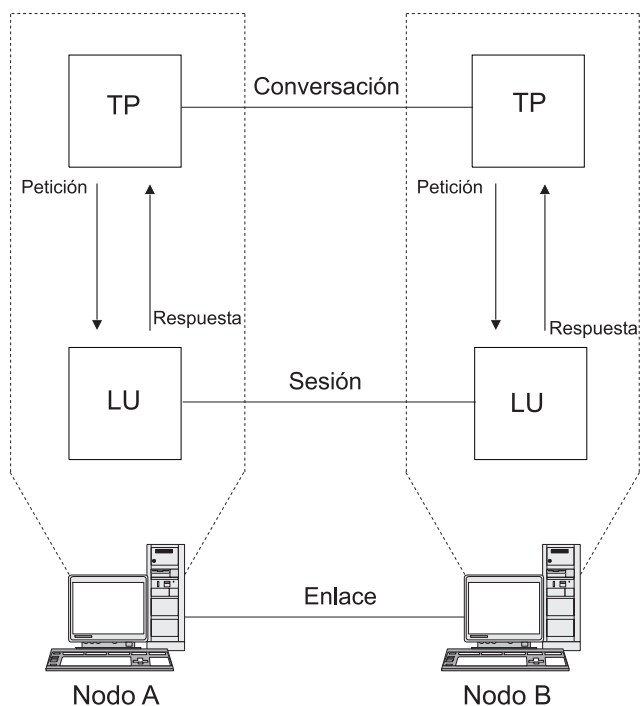 TP
Conversación
TP
Petición
Petición
Respuesta
Respuesta
LU
Sesión
LU
Enlace
Nodo A
Nodo B